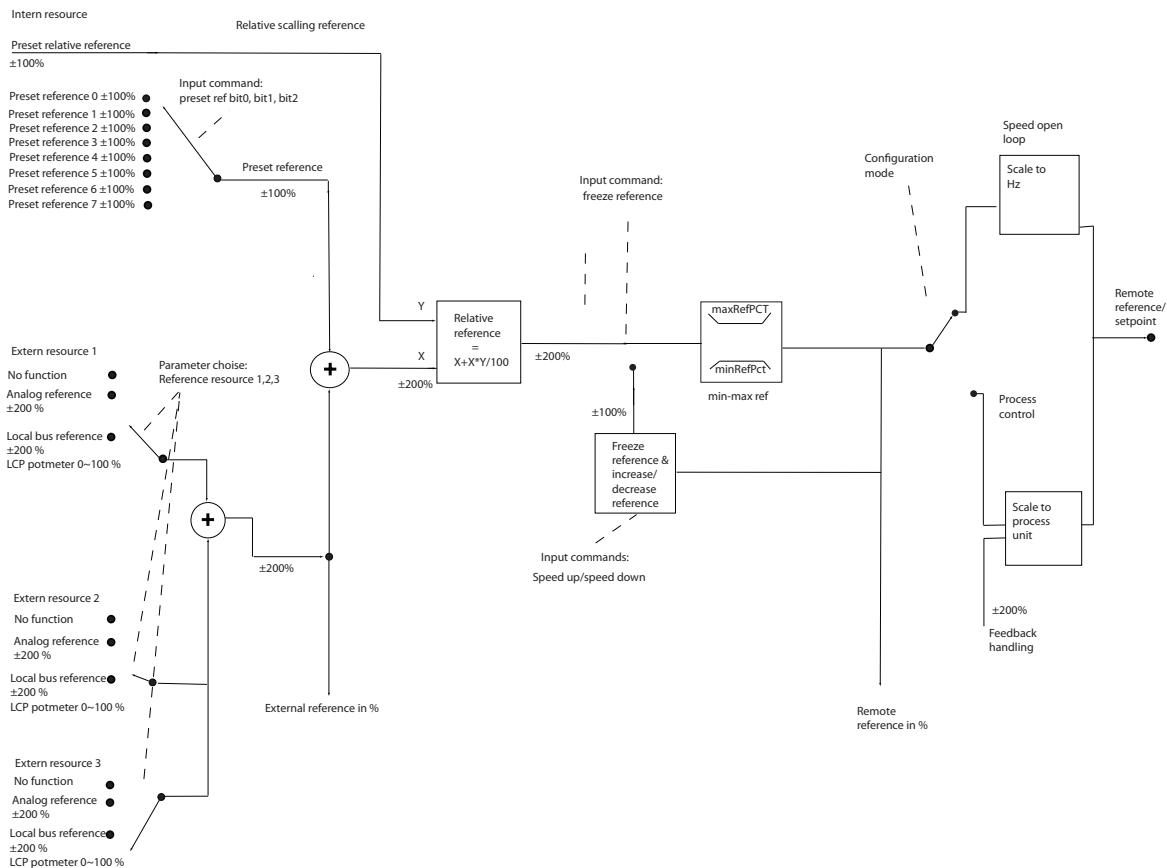 Intern resource
Relative scalling reference
Preset relative reference
±100%
Input command:
preset ref bit0, bit1, bit2
Preset reference 0 ±100%
Preset reference 1 ±100%
Preset reference 2 ±100%
Preset reference 3 ±100%
Preset reference 4 ±100%
Preset reference 5 ±100%
Preset reference 6 ±100%
Preset reference 7 ±100%
Preset reference
±100%
Input command:
freeze reference
Configuration
mode
Speed open
loop
Scale to
Hz
Remote
reference/
setpoint
Y
X
±200%
Relative
reference
=
X+X*Y/100
±200%
maxRefPCT
minRefPct
min-max ref
Extern resource 1
No function
Analog reference
±200 %
Local bus reference
±200 %
LCP potmeter 0~100 %
Parameter choise:
Reference resource 1,2,3
+
+
±200%
±100%
Freeze
reference &
increase/
decrease
reference
Input commands:
Speed up/speed down
Process
control
Scale to
process
unit
±200%
Feedback
handling
Extern resource 2
No function
Analog reference
±200 %
Local bus reference
±200 %
LCP potmeter 0~100 %
External reference in %
Remote
reference in %
Extern resource 3
No function
Analog reference
±200 %
Local bus reference
±200 %
LCP potmeter 0~100 %